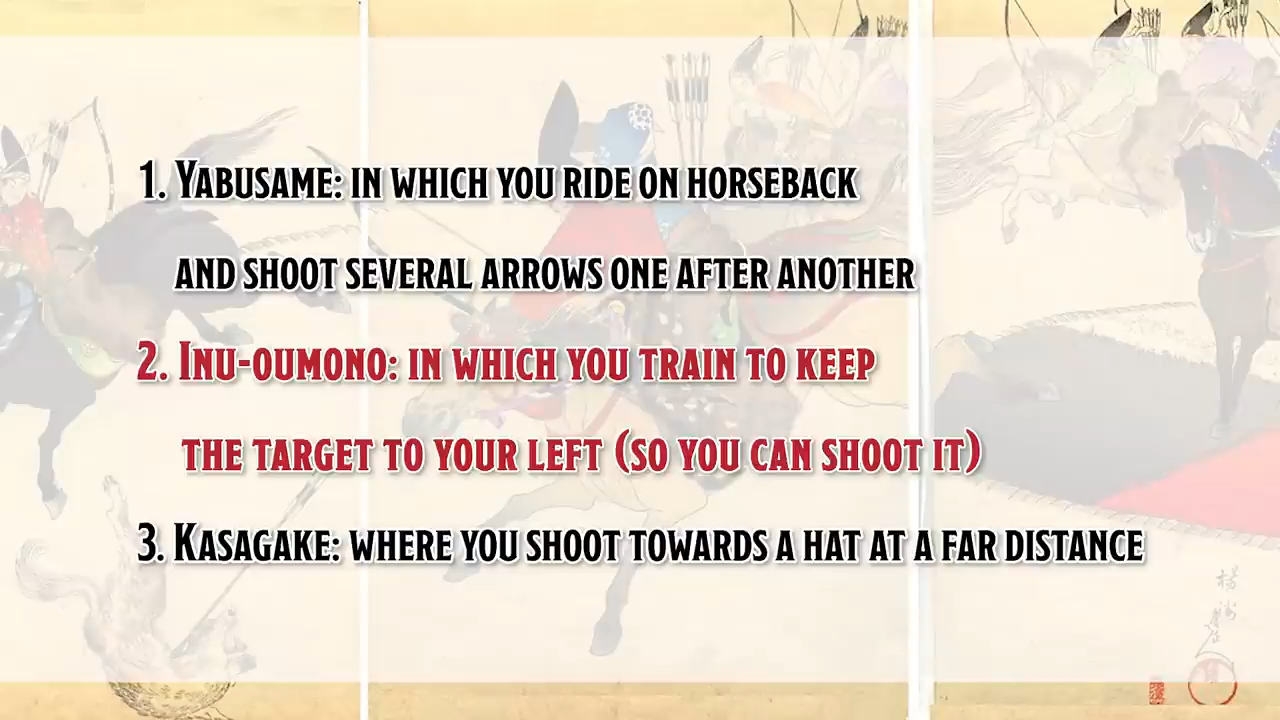 1. Yabusame: in which you ride on horseback
and shoot several arrows one after another
2. Inu-oumono: in which you train to keep
the target to your left (so you can shoot it)
3. Kasagake: where you shoot towards a hat at a far distance